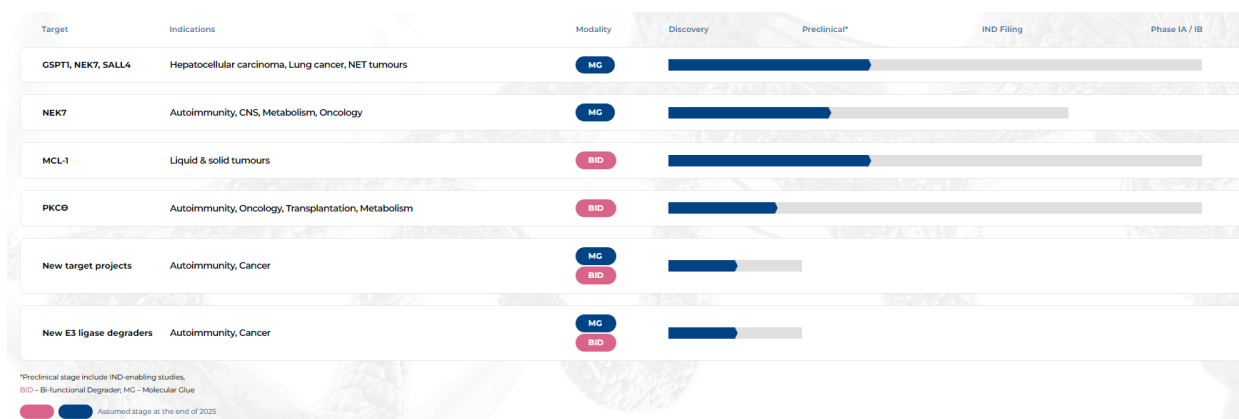 Target Indications Modality Discovery Preclinical* IND Filing Phase IA / IB
GSPT1, NEK7, SALL4 Hepatocellular carcinoma, Lung cancer, NET tumours MG
NEK7 Autoimmunity, CNS, Metabolism, Oncology MG
MCL-1 Liquid & solid tumours BID
PKCΘ Autoimmunity, Oncology, Transplantation, Metabolism BID
New target projects Autoimmunity, Cancer MG
BID
New E3 ligase degraders Autoimmunity, Cancer MG
BID
*Preclinical stage include IND-enabling studies,
BID – Bi-functional Degrader; MG – Molecular Glue
Assumed stage at the end of 2025